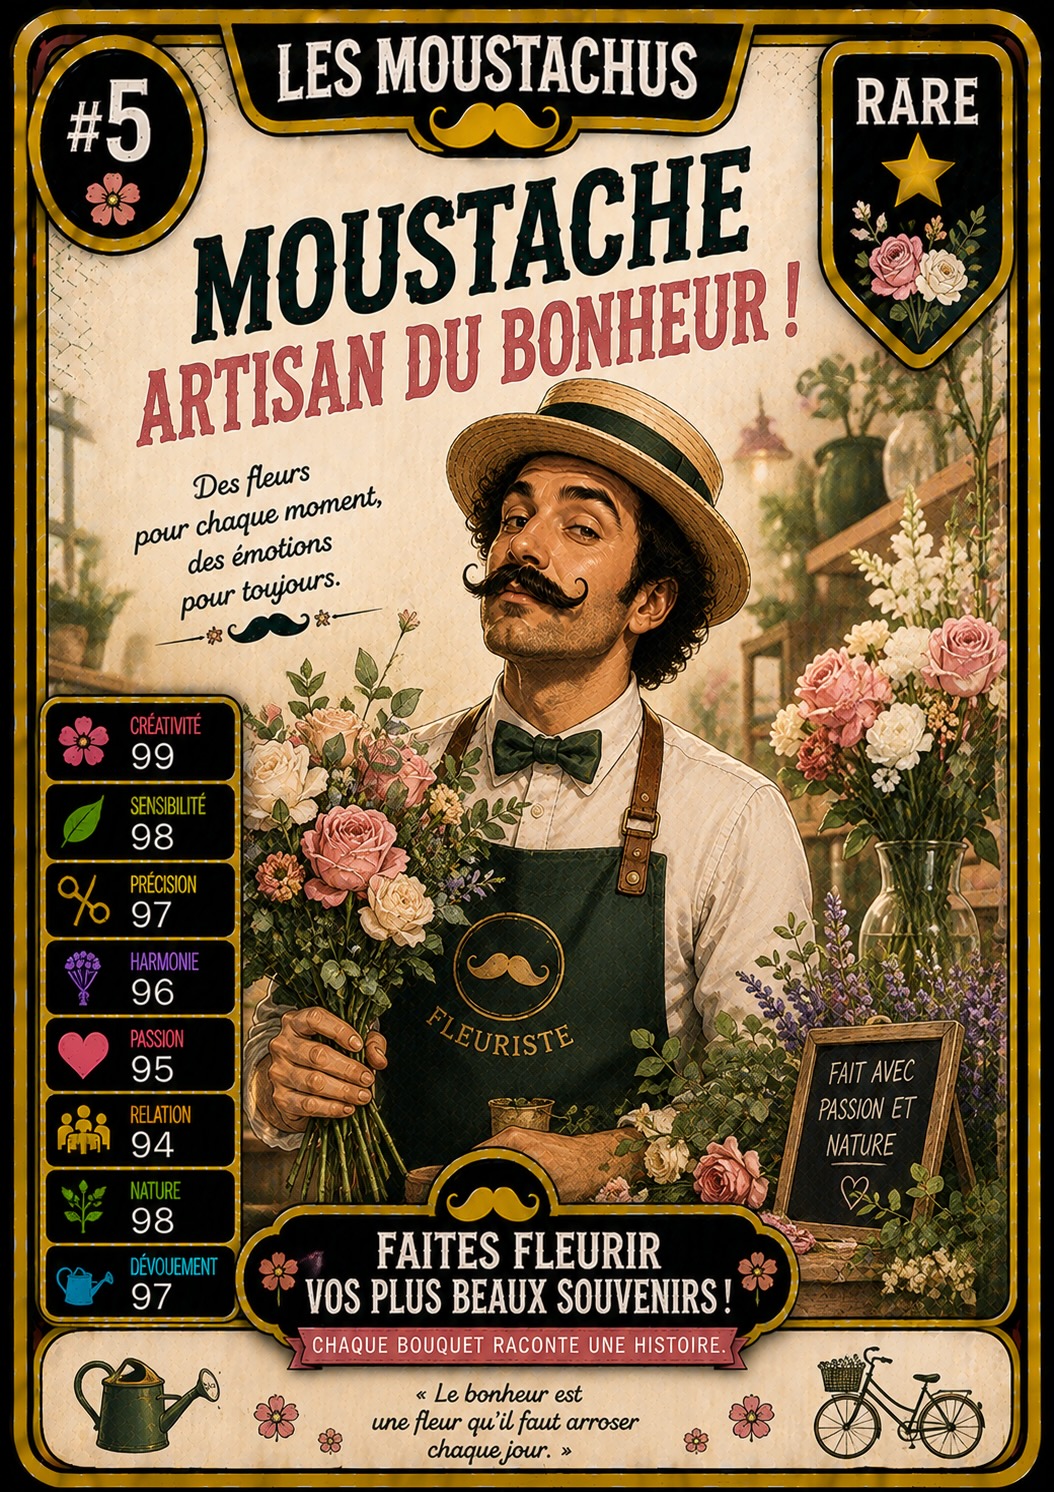 LES MOUSTACHUS
#5
RARE
MOUSTACHE
ARTISAN DU BONHEUR !
Des fleurs
pour chaque moment,
des émotions
pour toujours.
CRÉATIVITÉ
99
SENSIBILITÉ
98
PRÉCISION
97
HARMONIE
96
PASSION
95
RELATION
94
NATURE
98
DÉVOUEMENT
97
FLEURISTE
FAIT AVEC
PASSION ET
NATURE
FAITES FLEURIR
VOS PLUS BEAUX SOUVENIRS !
CHAQUE BOUQUET RACONTE UNE HISTOIRE.
« Le bonheur est
une fleur qu'il faut arroser
chaque jour. »